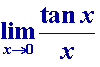 lim tan x / x
x→0